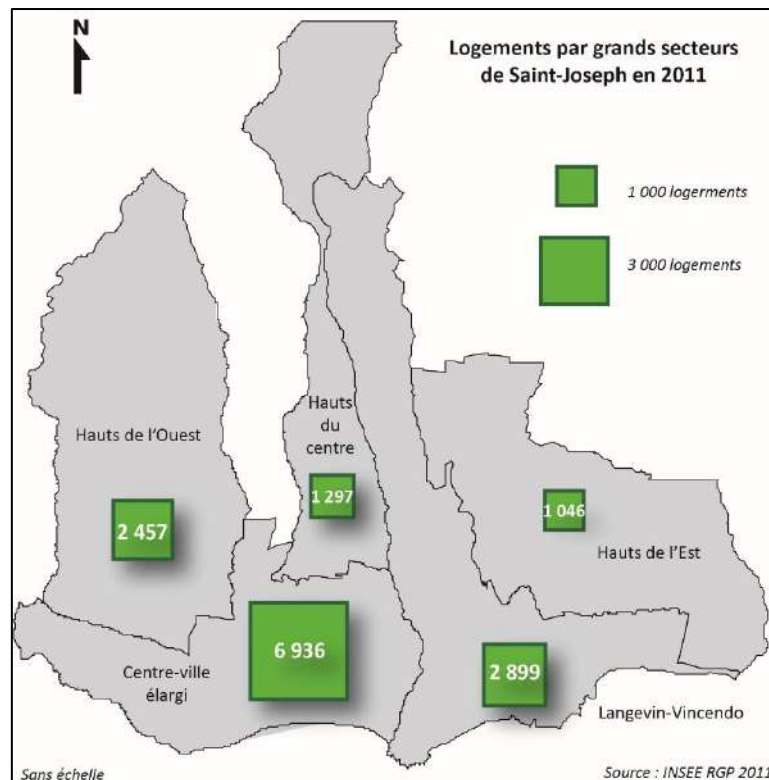 N
Logements par grands secteurs
de Saint-Joseph en 2011
1 000 logements
3 000 logements
Hauts de l'Ouest
2 457
Hauts
du
centre
1 297
1 046
Hauts de l'Est
Centre-ville
élargi
6 936
2 899
Langevin-Vincendo
Sans échelle
Source : INSEE RGP 2011